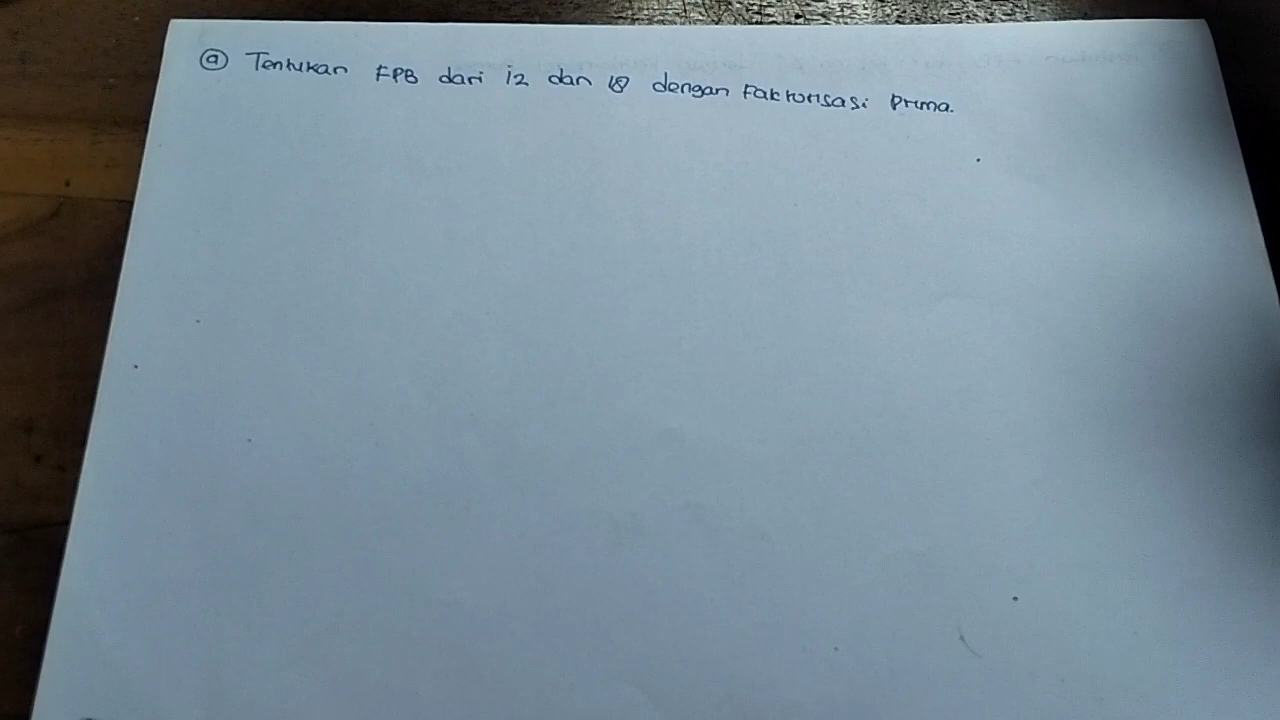 ⓐ Tentukan FPB dari 12 dan 18 dengan Faktorisasi Prima.